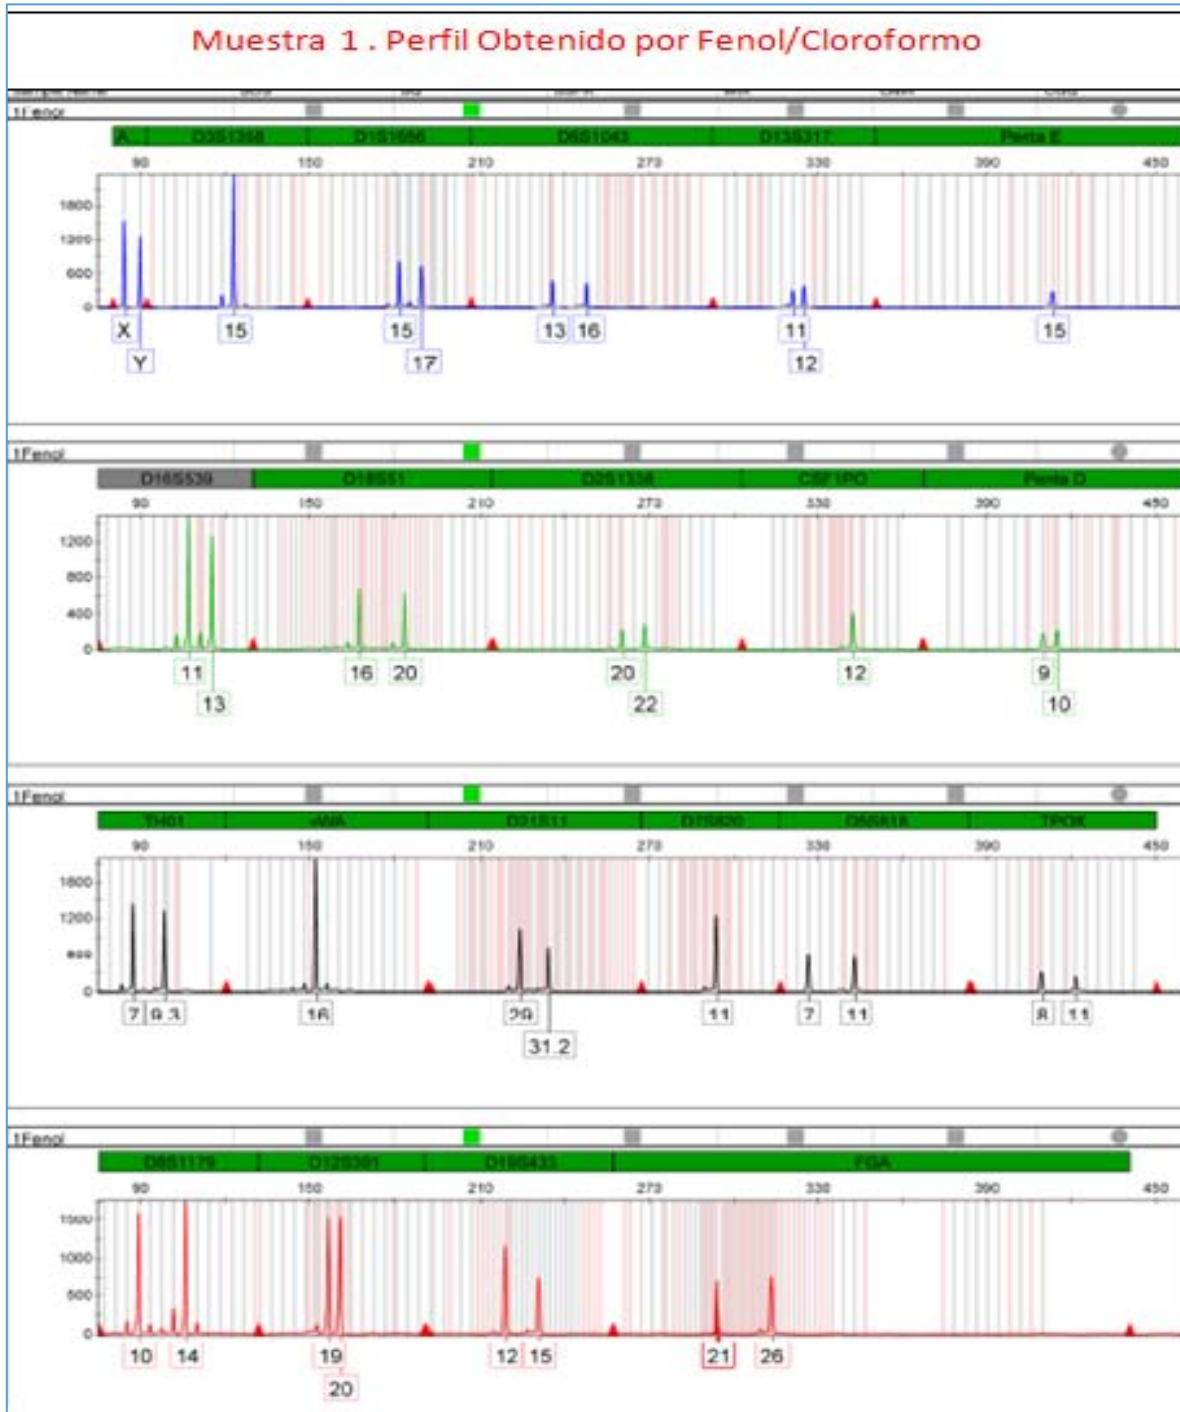 Muestra 1 . Perfil Obtenido por Fenol/Cloroformo
1Fenol
A D3S1358 D1S1656 D6S1043 D13S317 Penta E
90 150 210 270 330 390 450
1800
1200
600
0
X 15 15 13 16 11 15
Y 17 12
1Fenol
D16S539 D18S51 D2S1338 CSF1PO Penta D
90 150 210 270 330 390 450
1200
800
400
0
11 16 20 20 12 9
13 22 10
1Fenol
TH01 vWA D21S11 D7S820 D5S818 TPOX
90 150 210 270 330 390 450
1800
1200
600
0
7 9.3 16 29 11 7 11 8 11
31.2
1Fenol
D8S1179 D12S391 D19S433 FGA
90 150 210 270 330 390 450
1500
1000
500
0
10 14 19 12 15 21 26
20